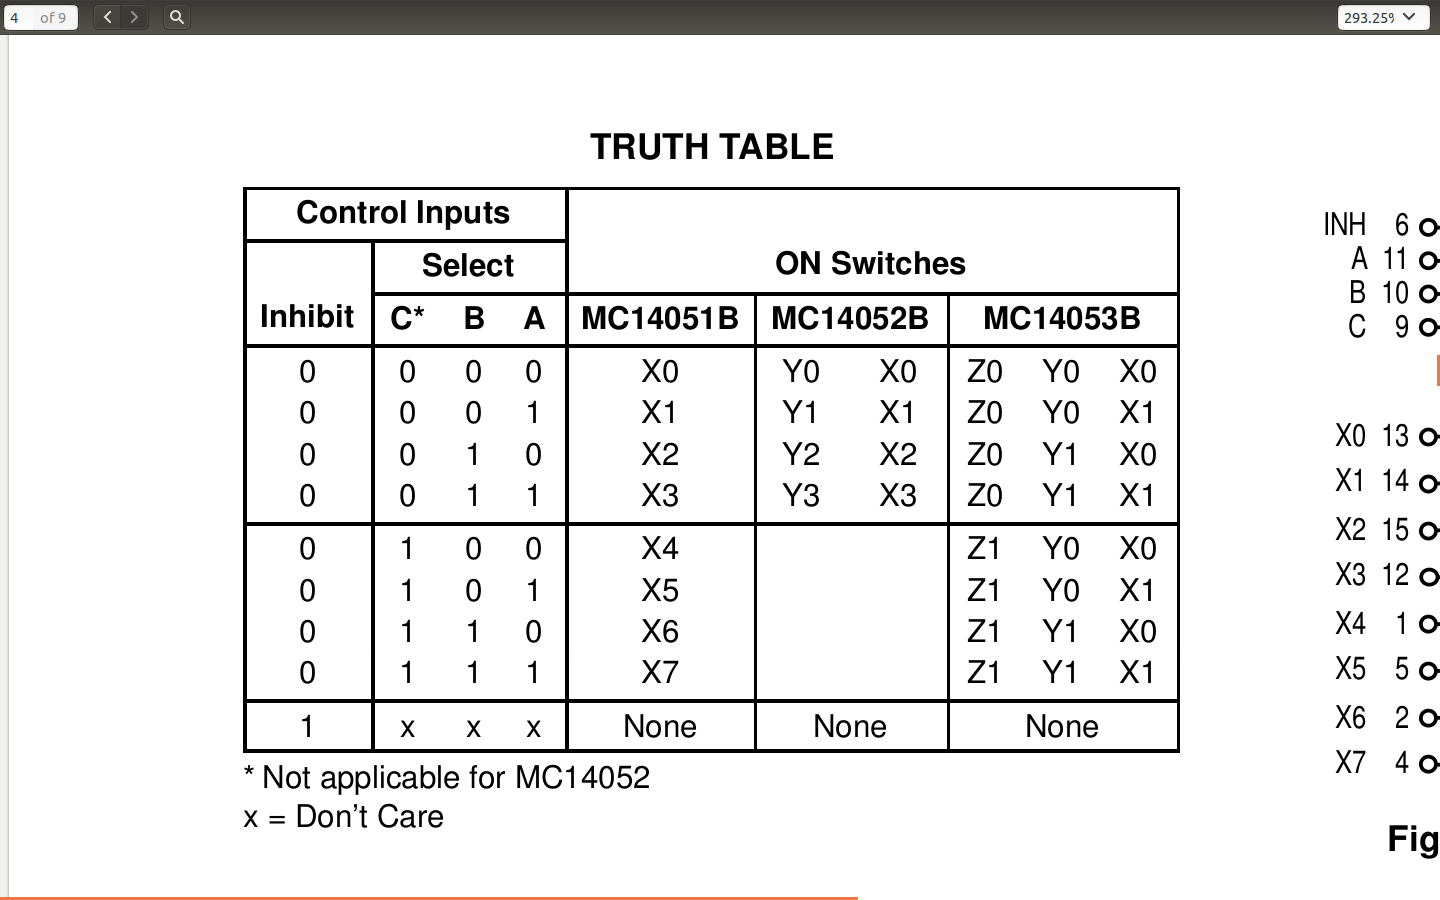 4 of 9
293.25%
TRUTH TABLE
Control Inputs
ON Switches
Select
Inhibit C* B A MC14051B MC14052B MC14053B
0 0 0 0 X0 Y0 X0 Z0 Y0 X0
0 0 0 1 X1 Y1 X1 Z0 Y0 X1
0 0 1 0 X2 Y2 X2 Z0 Y1 X0
0 0 1 1 X3 Y3 X3 Z0 Y1 X1
0 1 0 0 X4 Z1 Y0 X0
0 1 0 1 X5 Z1 Y0 X1
0 1 1 0 X6 Z1 Y1 X0
0 1 1 1 X7 Z1 Y1 X1
1 x x x None None None
* Not applicable for MC14052
x = Don't Care
INH 6
A 11
B 10
C 9
X0 13
X1 14
X2 15
X3 12
X4 1
X5 5
X6 2
X7 4
Fig